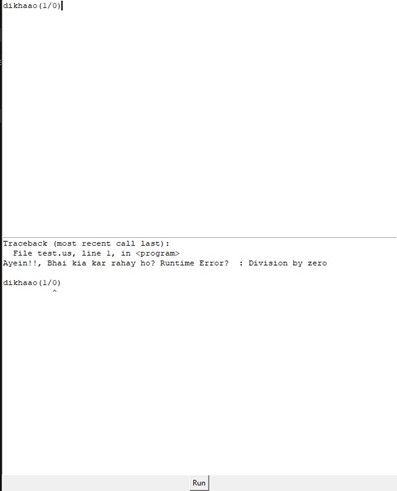 dikhaao(1/0)
Traceback (most recent call last):
File test.us, line 1, in <program>
Ayein!!, Bhai kia kar rahay ho? Runtime Error?  : Division by zero
dikhaao(1/0)
^
Run